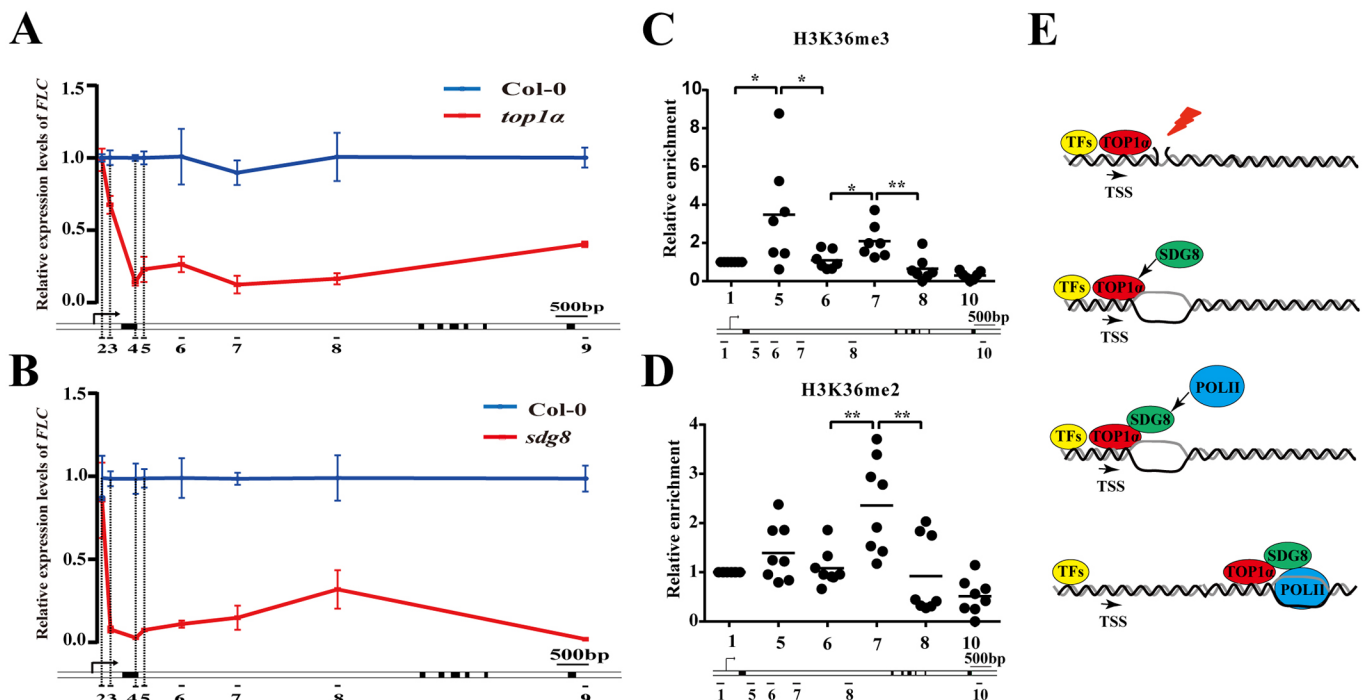 A
Relative expression levels of FLC
1.5
1.0
0.5
0.0
Col-0
top1α
500bp
2 3 4 5 6 7 8 9
B
Relative expression levels of FLC
1.5
1.0
0.5
0.0
Col-0
sdg8
500bp
2 3 4 5 6 7 8 9
C
H3K36me3
Relative enrichment
10
8
6
4
2
0
* * * **
1 5 6 7 8 10
500bp
1 5 6 7 8 10
D
H3K36me2
Relative enrichment
4
3
2
1
0
** **
1 5 6 7 8 10
500bp
1 5 6 7 8 10
E
TFs TOP1α
TSS
SDG8
TFs TOP1α
TSS
POLII
SDG8
TFs TOP1α
TSS
SDG8
TFs TOP1α
POLII
TSS